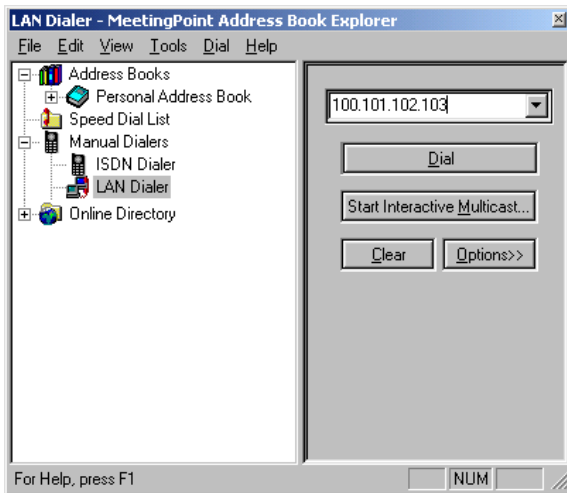 LAN Dialer - MeetingPoint Address Book Explorer
File Edit View Tools Dial Help
Address Books
Personal Address Book
Speed Dial List
Manual Dialers
ISDN Dialer
LAN Dialer
Online Directory
100.101.102.103
Dial
Start Interactive Multicast...
Clear Options>>
For Help, press F1 NUM